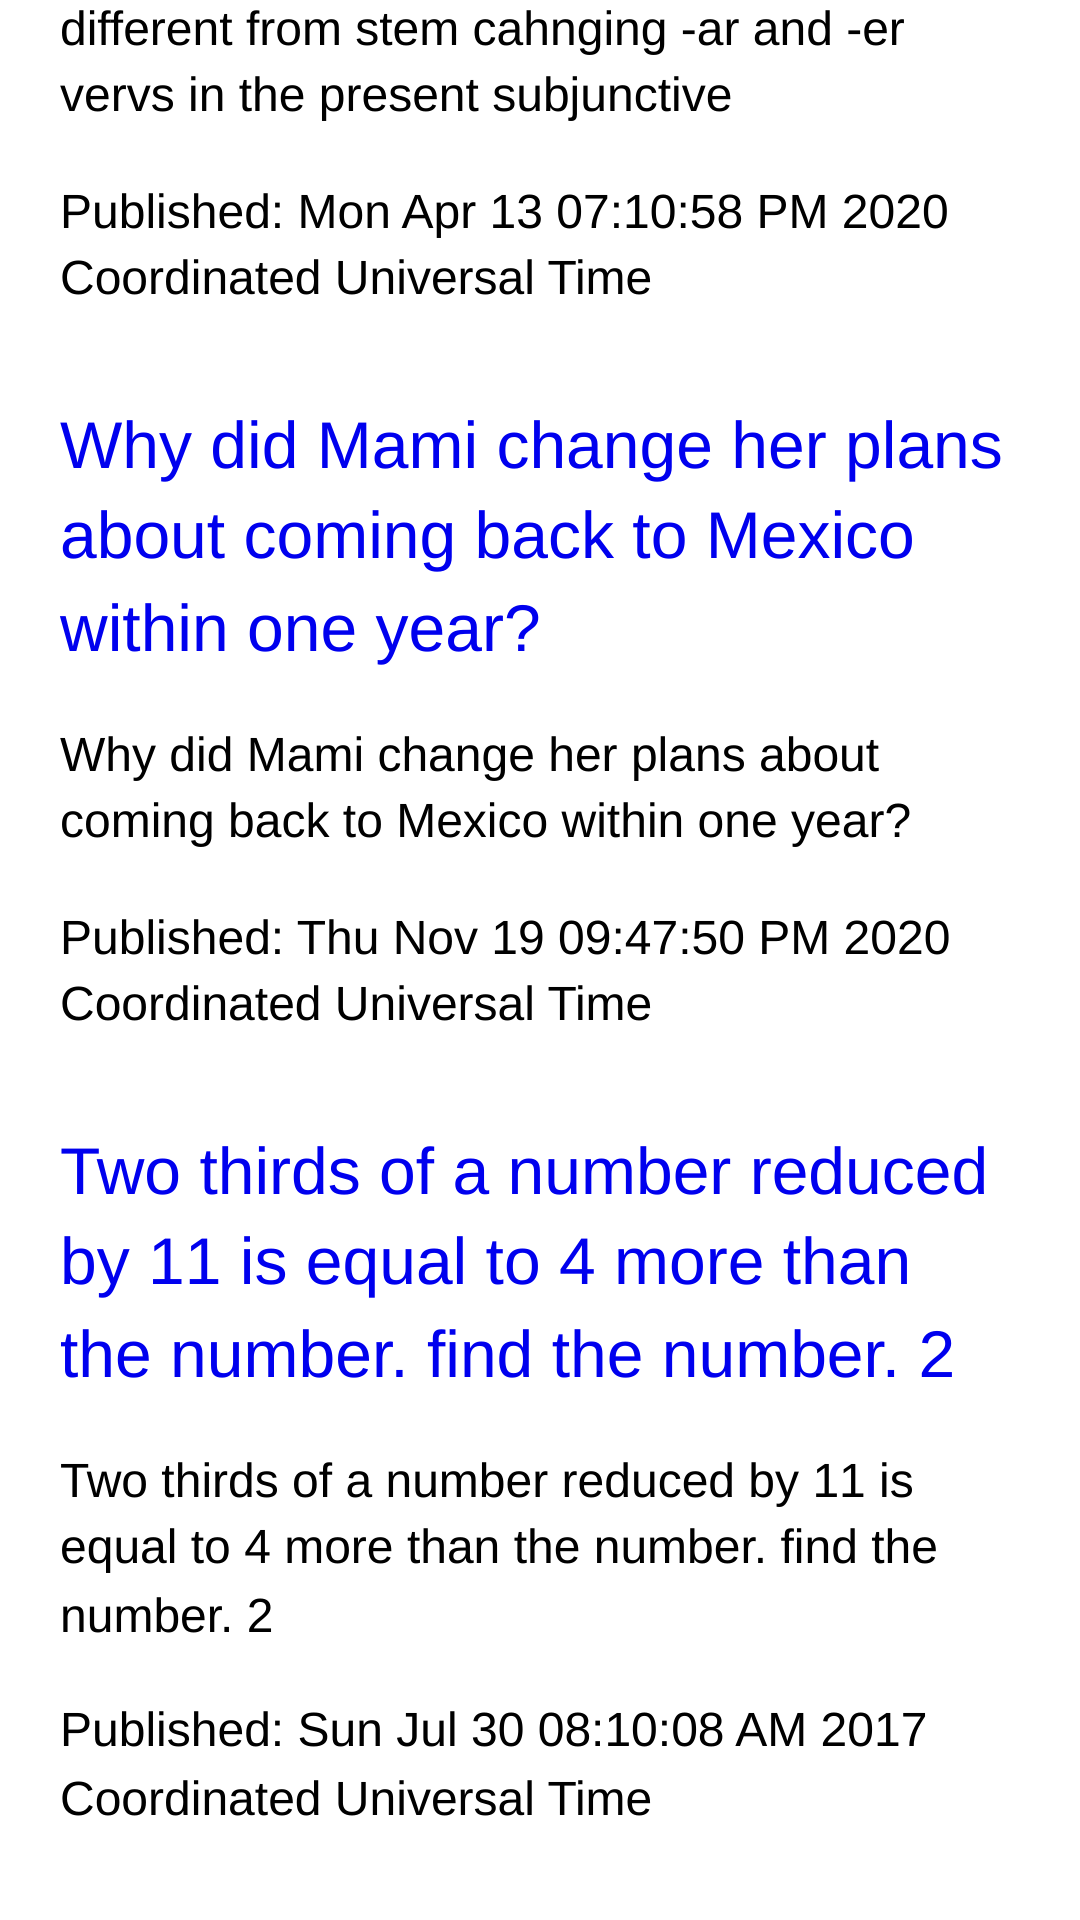 different from stem cahnging -ar and -er
vervs in the present subjunctive
Published: Mon Apr 13 07:10:58 PM 2020
Coordinated Universal Time
Why did Mami change her plans
about coming back to Mexico
within one year?
Why did Mami change her plans about
coming back to Mexico within one year?
Published: Thu Nov 19 09:47:50 PM 2020
Coordinated Universal Time
Two thirds of a number reduced
by 11 is equal to 4 more than
the number. find the number. 2
Two thirds of a number reduced by 11 is
equal to 4 more than the number. find the
number. 2
Published: Sun Jul 30 08:10:08 AM 2017
Coordinated Universal Time